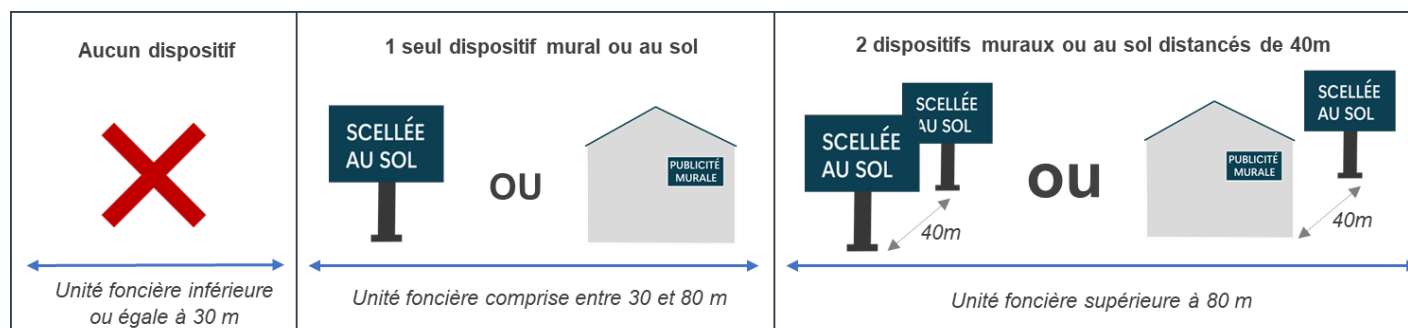 Aucun dispositif
Unité foncière inférieure
ou égale à 30 m
1 seul dispositif mural ou au sol
SCELLÉE
AU SOL
OU
PUBLICITÉ
MURALE
Unité foncière comprise entre 30 et 80 m
2 dispositifs muraux ou au sol distancés de 40m
SCELLÉE
AU SOL
SCELLÉE
AU SOL
40m
ou
PUBLICITÉ
MURALE
SCELLÉE
AU SOL
40m
Unité foncière supérieure à 80 m